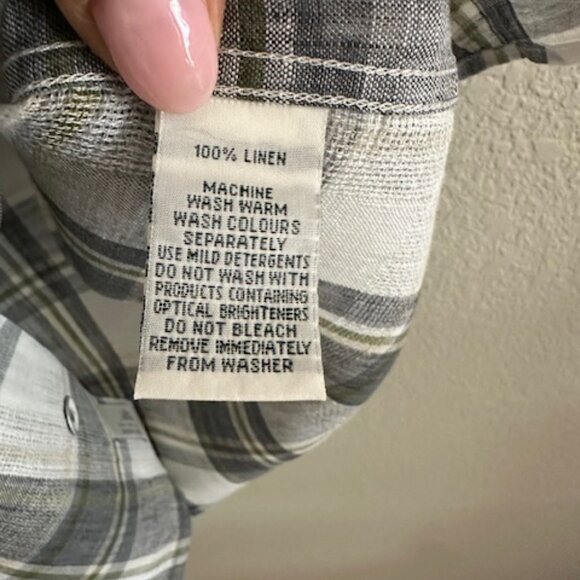 100% LINEN
MACHINE
WASH WARM
WASH COLOURS
SEPARATELY
USE MILD DETERGENTS
DO NOT WASH WITH
PRODUCTS CONTAINING
OPTICAL BRIGHTENERS
DO NOT BLEACH
REMOVE IMMEDIATELY
FROM WASHER